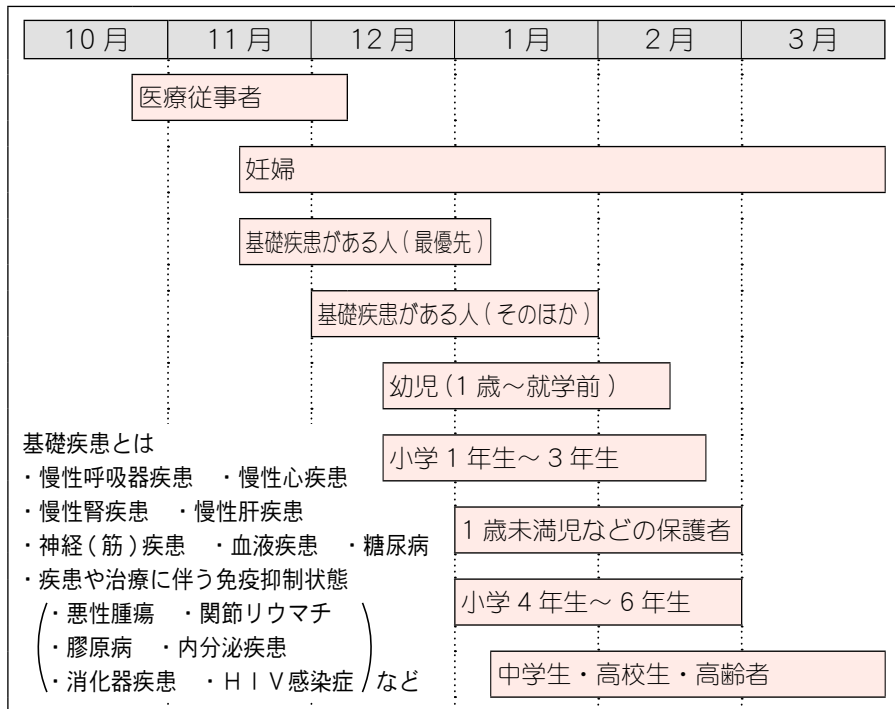 10月 11月 12月 1月 2月 3月
医療従事者
妊婦
基礎疾患がある人(最優先)
基礎疾患がある人(そのほか)
幼児(1歳~就学前)
小学1年生~3年生
1歳未満児などの保護者
小学4年生~6年生
中学生・高校生・高齢者
基礎疾患とは
・慢性呼吸器疾患 ・慢性心疾患
・慢性腎疾患 ・慢性肝疾患
・神経(筋)疾患 ・血液疾患 ・糖尿病
・疾患や治療に伴う免疫抑制状態
(・悪性腫瘍 ・関節リウマチ
・膠原病 ・内分泌疾患
・消化器疾患 ・HIV感染症)など